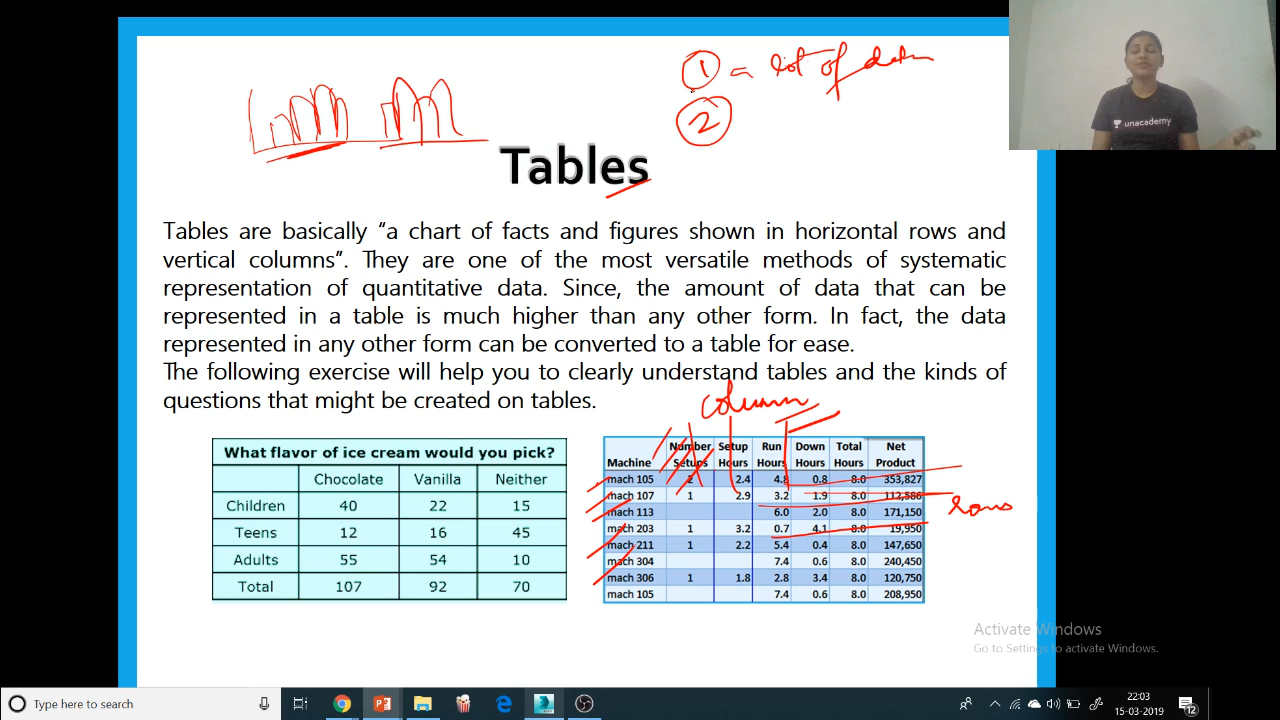 ① = lot of data
②
unacademy
Tables
Tables are basically “a chart of facts and figures shown in horizontal rows and
vertical columns”. They are one of the most versatile methods of systematic
representation of quantitative data. Since, the amount of data that can be
represented in a table is much higher than any other form. In fact, the data
represented in any other form can be converted to a table for ease.
The following exercise will help you to clearly understand tables and the kinds of
questions that might be created on tables.
column
What flavor of ice cream would you pick?
Chocolate Vanilla Neither
Children 40 22 15
Teens 12 16 45
Adults 55 54 10
Total 107 92 70
Number Setup Run Down Total Net
Machine Setups Hours Hours Hours Hours Product
mach 105 2 2.4 4.8 0.8 8.0 353,827
mach 107 1 2.9 3.2 1.9 8.0 112,586
mach 113 6.0 2.0 8.0 171,150
mach 203 1 3.2 0.7 4.1 8.0 19,950
mach 211 1 2.2 5.4 0.4 8.0 147,650
mach 304 7.4 0.6 8.0 240,450
mach 306 1 1.8 2.8 3.4 8.0 120,750
mach 105 7.4 0.6 8.0 208,950
rows
Activate Windows
Go to Settings to activate Windows.
Type here to search
22:03
15-03-2019
12